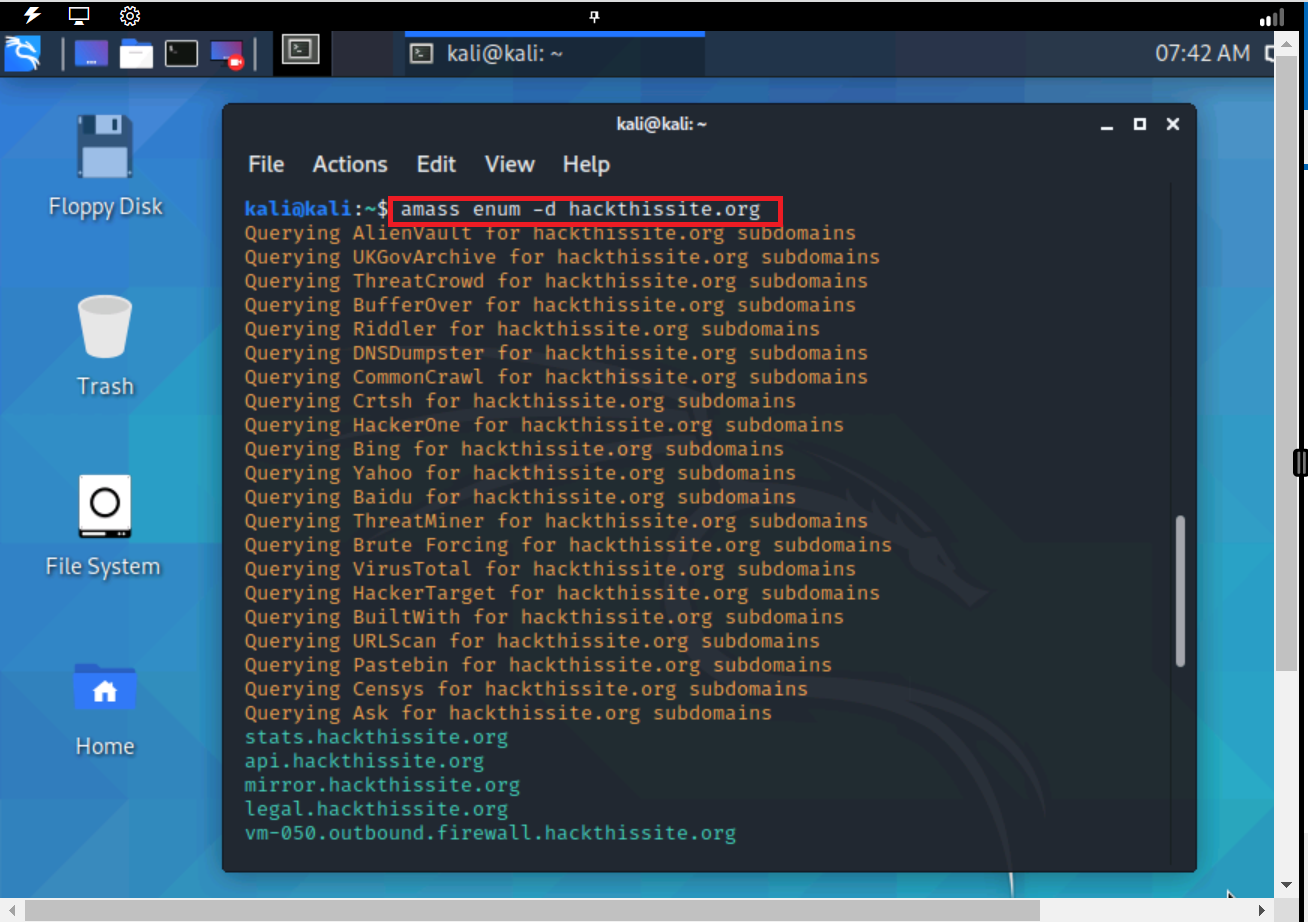 kali@kali: ~
07:42 AM
Floppy Disk
Trash
File System
Home
kali@kali: ~
File Actions Edit View Help
kali@kali:~$ amass enum -d hackthissite.org
Querying AlienVault for hackthissite.org subdomains
Querying UKGovArchive for hackthissite.org subdomains
Querying ThreatCrowd for hackthissite.org subdomains
Querying BufferOver for hackthissite.org subdomains
Querying Riddler for hackthissite.org subdomains
Querying DNSDumpster for hackthissite.org subdomains
Querying CommonCrawl for hackthissite.org subdomains
Querying Crtsh for hackthissite.org subdomains
Querying HackerOne for hackthissite.org subdomains
Querying Bing for hackthissite.org subdomains
Querying Yahoo for hackthissite.org subdomains
Querying Baidu for hackthissite.org subdomains
Querying ThreatMiner for hackthissite.org subdomains
Querying Brute Forcing for hackthissite.org subdomains
Querying VirusTotal for hackthissite.org subdomains
Querying HackerTarget for hackthissite.org subdomains
Querying BuiltWith for hackthissite.org subdomains
Querying URLScan for hackthissite.org subdomains
Querying Pastebin for hackthissite.org subdomains
Querying Censys for hackthissite.org subdomains
Querying Ask for hackthissite.org subdomains
stats.hackthissite.org
api.hackthissite.org
mirror.hackthissite.org
legal.hackthissite.org
vm-050.outbound.firewall.hackthissite.org